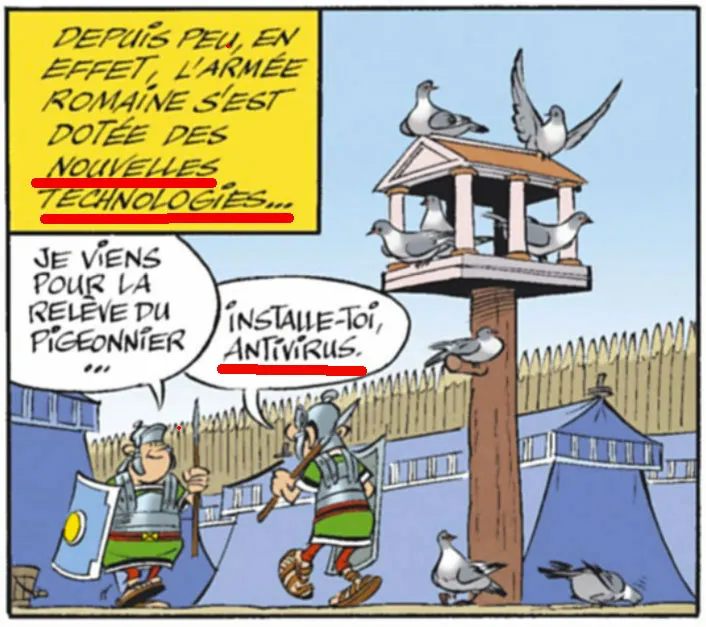 DEPUIS PEU, EN
EFFET, L'ARMÉE
ROMAINE S'EST
DOTÉE DES
NOUVELLES
TECHNOLOGIES...
JE VIENS
POUR LA
RELÈVE DU
PIGEONNIER
...
INSTALLE-TOI,
ANTIVIRUS.